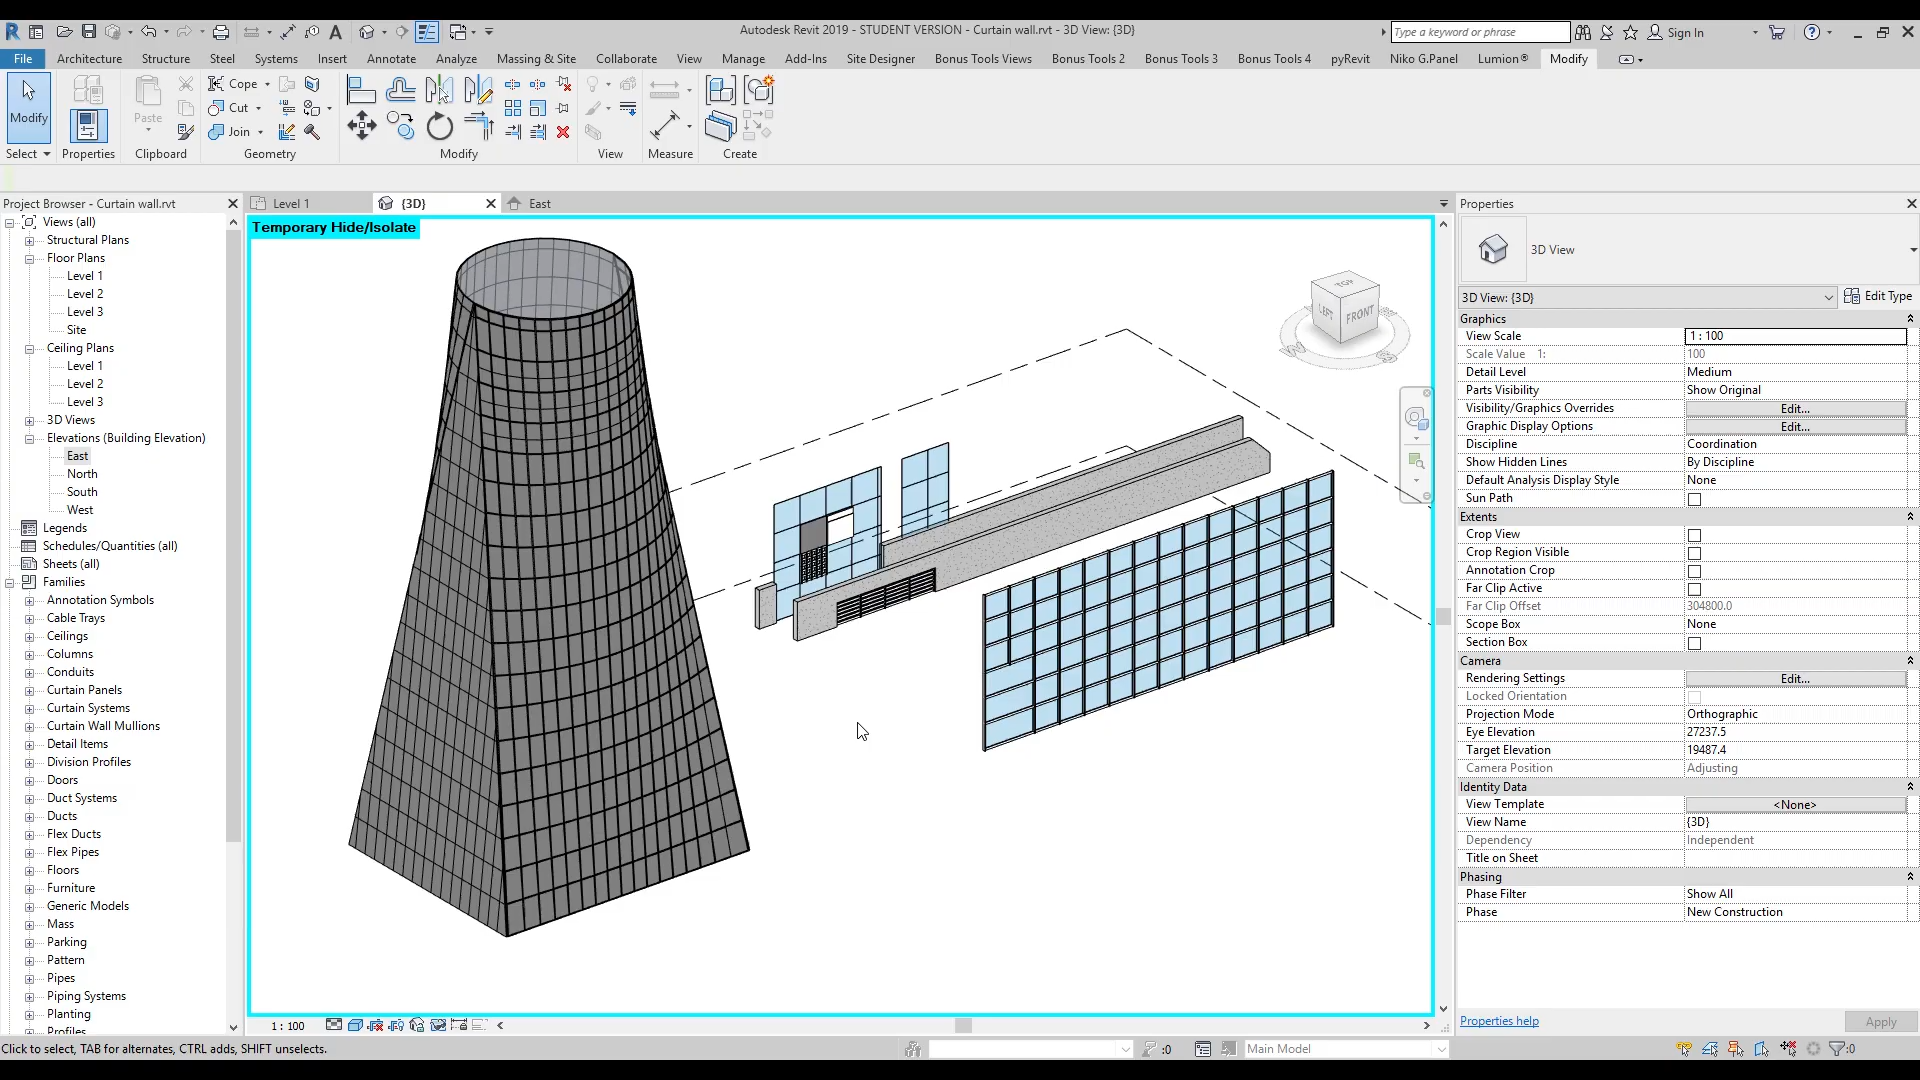 Autodesk Revit 2019 - STUDENT VERSION - Curtain wall.rvt - 3D View: {3D}
Type a keyword or phrase
Sign In
File Architecture Structure Steel Systems Insert Annotate Analyze Massing & Site Collaborate View Manage Add-Ins Site Designer Bonus Tools Views Bonus Tools 2 Bonus Tools 3 Bonus Tools 4 pyRevit Niko G.Panel Lumion® Modify
Modify
Paste
Cope
Cut
Join
Select Properties Clipboard Geometry Modify View Measure Create
Project Browser - Curtain wall.rvt
Views (all)
Structural Plans
Floor Plans
Level 1
Level 2
Level 3
Site
Ceiling Plans
Level 1
Level 2
Level 3
3D Views
Elevations (Building Elevation)
East
North
South
West
Legends
Schedules/Quantities (all)
Sheets (all)
Families
Annotation Symbols
Cable Trays
Ceilings
Columns
Conduits
Curtain Panels
Curtain Systems
Curtain Wall Mullions
Detail Items
Division Profiles
Doors
Duct Systems
Ducts
Flex Ducts
Flex Pipes
Floors
Furniture
Generic Models
Mass
Parking
Pattern
Pipes
Piping Systems
Planting
Profiles
Level 1 {3D} East
Temporary Hide/Isolate
TOP
LEFT FRONT
W S
1 : 100
Properties
3D View
3D View: {3D} Edit Type
Graphics
View Scale 1 : 100
Scale Value 1: 100
Detail Level Medium
Parts Visibility Show Original
Visibility/Graphics Overrides Edit...
Graphic Display Options Edit...
Discipline Coordination
Show Hidden Lines By Discipline
Default Analysis Display Style None
Sun Path
Extents
Crop View
Crop Region Visible
Annotation Crop
Far Clip Active
Far Clip Offset 304800.0
Scope Box None
Section Box
Camera
Rendering Settings Edit...
Locked Orientation
Projection Mode Orthographic
Eye Elevation 27237.5
Target Elevation 19487.4
Camera Position Adjusting
Identity Data
View Template <None>
View Name {3D}
Dependency Independent
Title on Sheet
Phasing
Phase Filter Show All
Phase New Construction
Properties help Apply
Click to select, TAB for alternates, CTRL adds, SHIFT unselects.
:0
Main Model
:0